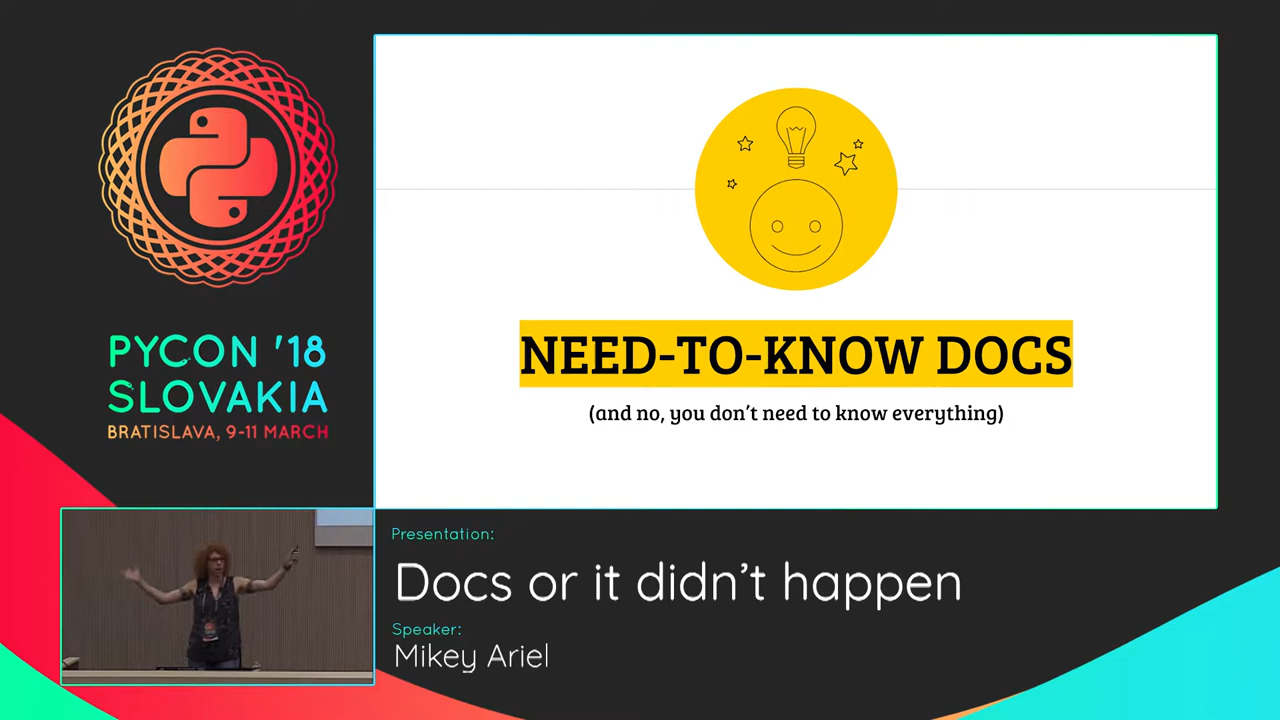 PYCON '18
SLOVAKIA
BRATISLAVA, 9-11 MARCH
NEED-TO-KNOW DOCS
(and no, you don’t need to know everything)
Presentation:
Docs or it didn’t happen
Speaker:
Mikey Ariel